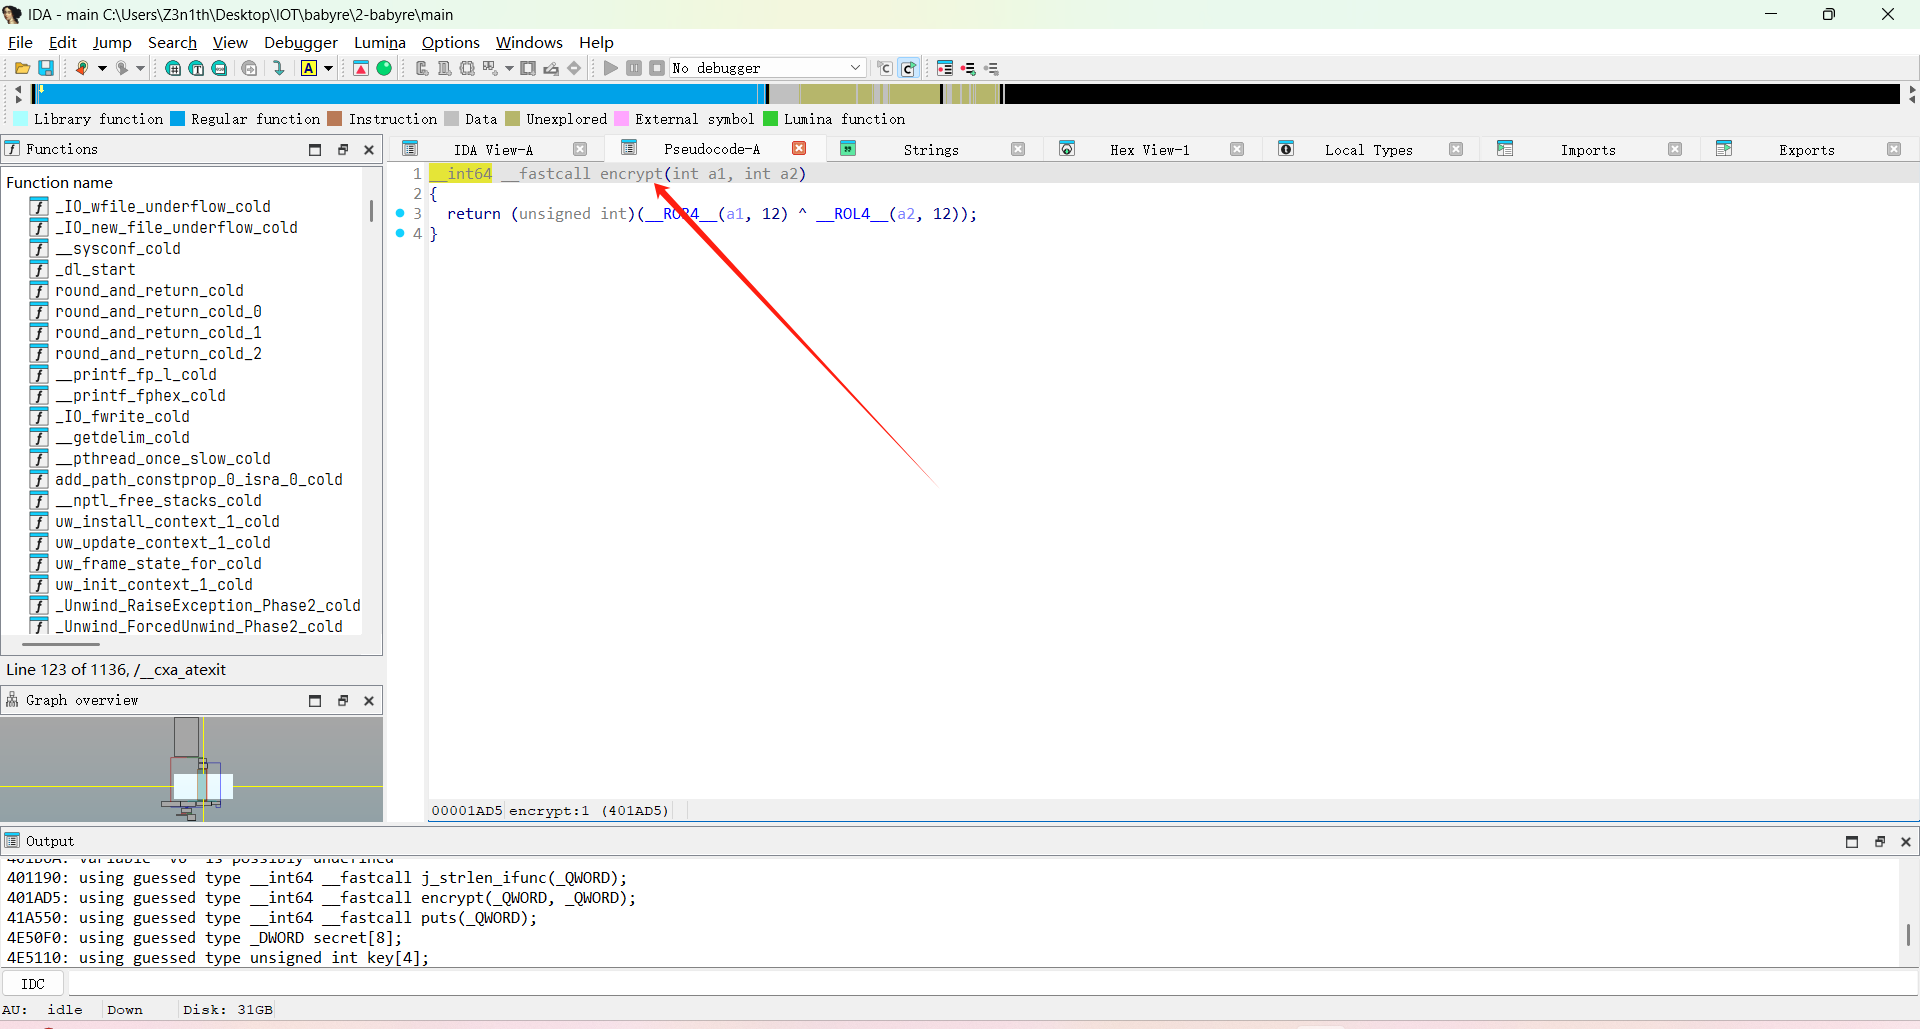 IDA - main C:\Users\Z3n1th\Desktop\IOT\babyre\2-babyre\main
File Edit Jump Search View Debugger Lumina Options Windows Help
No debugger
Library function Regular function Instruction Data Unexplored External symbol Lumina function
Functions
IDA View-A Pseudocode-A Strings Hex View-1 Local Types Imports Exports
Function name
_IO_wfile_underflow_cold
_IO_new_file_underflow_cold
__sysconf_cold
_dl_start
round_and_return_cold
round_and_return_cold_0
round_and_return_cold_1
round_and_return_cold_2
__printf_fp_l_cold
__printf_fphex_cold
_IO_fwrite_cold
__getdelim_cold
__pthread_once_slow_cold
add_path_constprop_0_isra_0_cold
__nptl_free_stacks_cold
uw_install_context_1_cold
uw_update_context_1_cold
uw_frame_state_for_cold
uw_init_context_1_cold
_Unwind_RaiseException_Phase2_cold
_Unwind_ForcedUnwind_Phase2_cold
Line 123 of 1136, /__cxa_atexit
Graph overview
1 __int64 __fastcall encrypt(int a1, int a2)
2 {
3 return (unsigned int)(__ROR4__(a1, 12) ^ __ROL4__(a2, 12));
4 }
00001AD5 encrypt:1 (401AD5)
Output
401190: using guessed type __int64 __fastcall j_strlen_ifunc(_QWORD);
401AD5: using guessed type __int64 __fastcall encrypt(_QWORD, _QWORD);
41A550: using guessed type __int64 __fastcall puts(_QWORD);
4E50F0: using guessed type _DWORD secret[8];
4E5110: using guessed type unsigned int key[4];
IDC
AU: idle Down Disk: 31GB